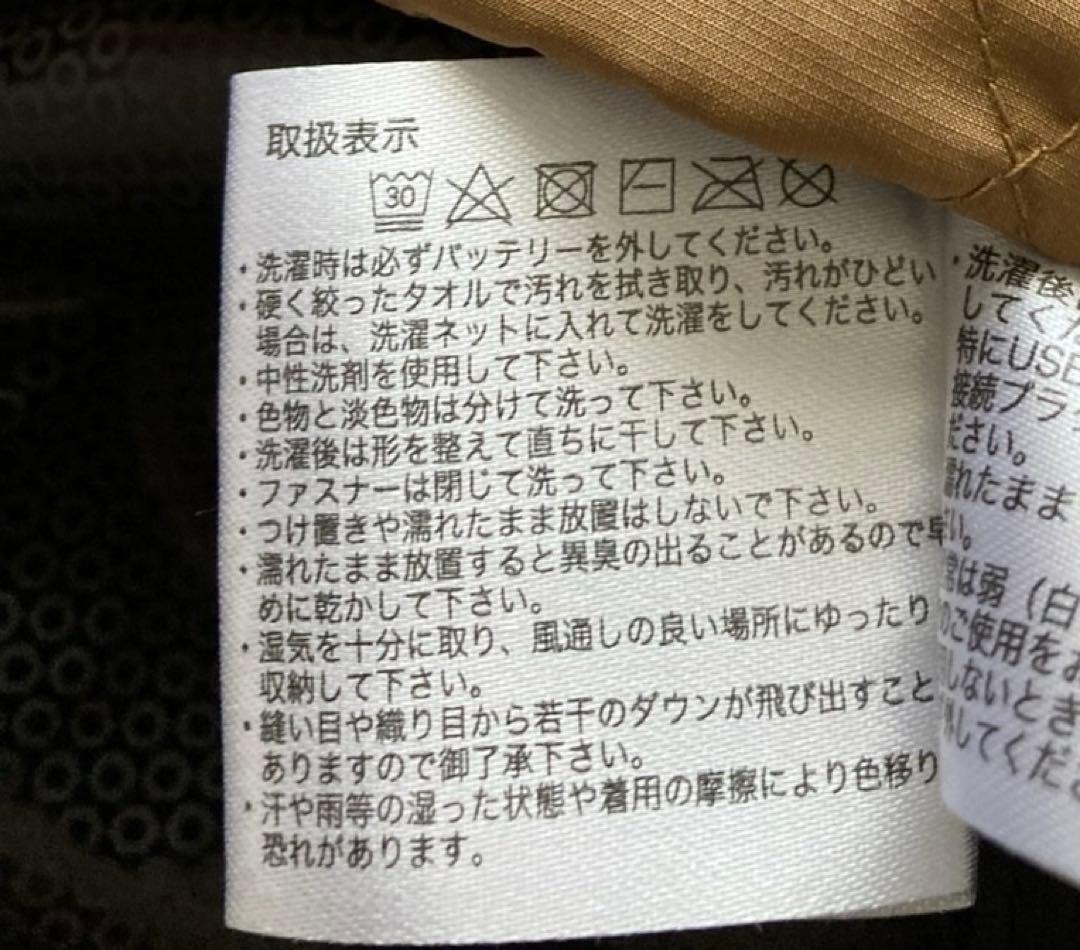 取扱表示
30
・洗濯時は必ずバッテリーを外してください。
・硬く絞ったタオルで汚れを拭き取り、汚れがひどい
場合は、洗濯ネットに入れて洗濯をしてください。
・中性洗剤を使用して下さい。
・色物と淡色物は分けて洗って下さい。
・洗濯後は形を整えて直ちに干して下さい。
・ファスナーは閉じて洗って下さい。
・つけ置きや濡れたまま放置はしないで下さい。
・濡れたまま放置すると異臭の出ることがあるので早
めに乾かして下さい。
・湿気を十分に取り、風通しの良い場所にゆったり
収納して下さい。
・縫い目や織り目から若干のダウンが飛び出すこと
ありますので御了承下さい。
・汗や雨等の湿った状態や着用の摩擦により色移り
恐れがあります。
・洗濯後
してくだ
特にUSB
接続プラ
ださい。
濡れたまま
い。
は弱（白
ご使用をお
しないとき
外してくださ